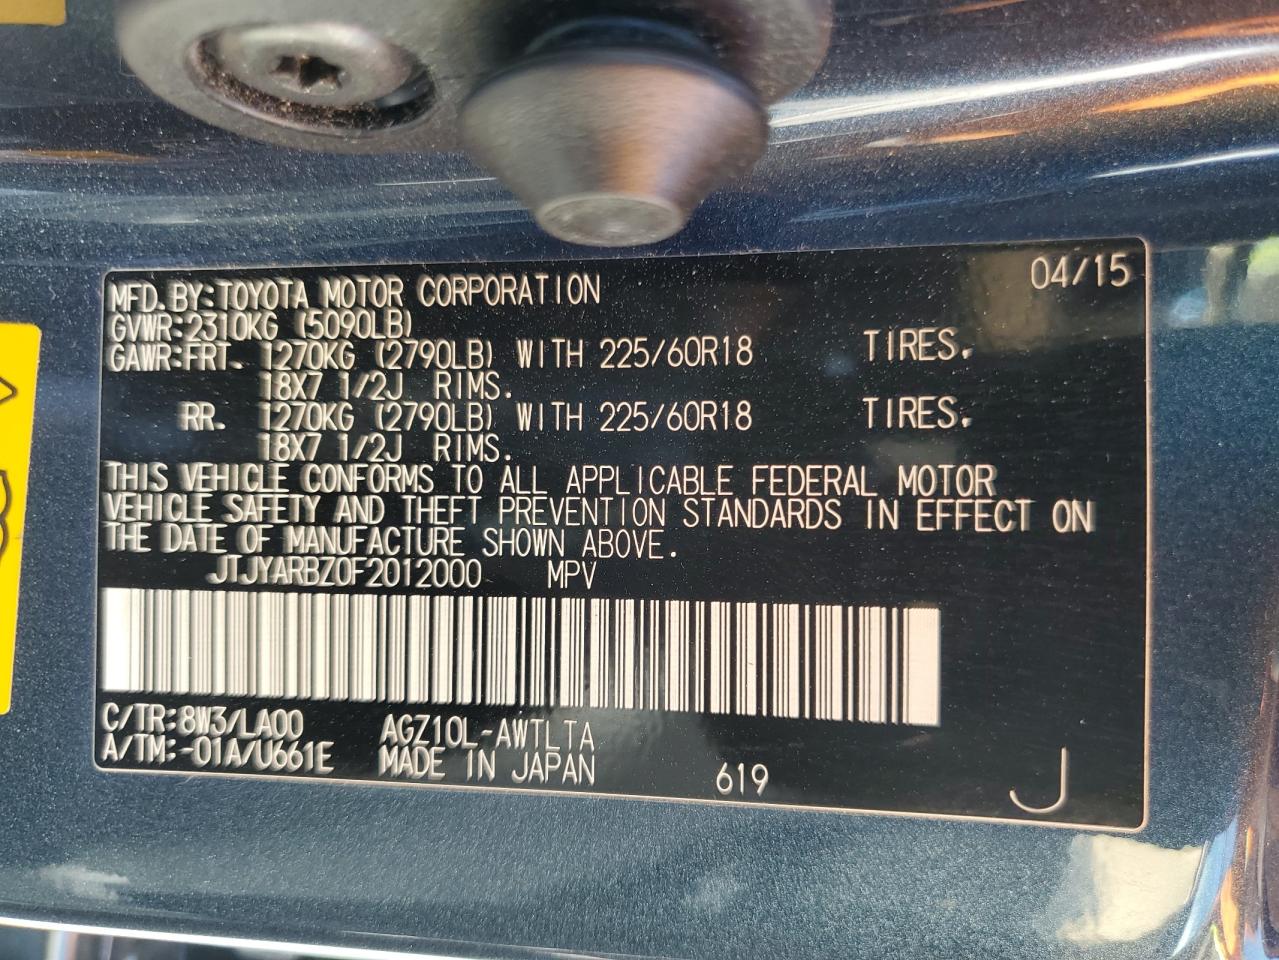 04/15
MFD.BY:TOYOTA MOTOR CORPORATION
GVWR:2310KG (5090LB)
GAWR:FRT. 1270KG (2790LB) WITH 225/60R18 TIRES.
18X7 1/2J RIMS.
RR. 1270KG (2790LB) WITH 225/60R18 TIRES.
18X7 1/2J RIMS.
THIS VEHICLE CONFORMS TO ALL APPLICABLE FEDERAL MOTOR
VEHICLE SAFETY AND THEFT PREVENTION STANDARDS IN EFFECT ON
THE DATE OF MANUFACTURE SHOWN ABOVE.
JTJYARBZ0F2012000 MPV
C/TR:8W3/LA00 AGZ10L-AWTLTA
A/TM:-01A/U661E MADE IN JAPAN 619
J